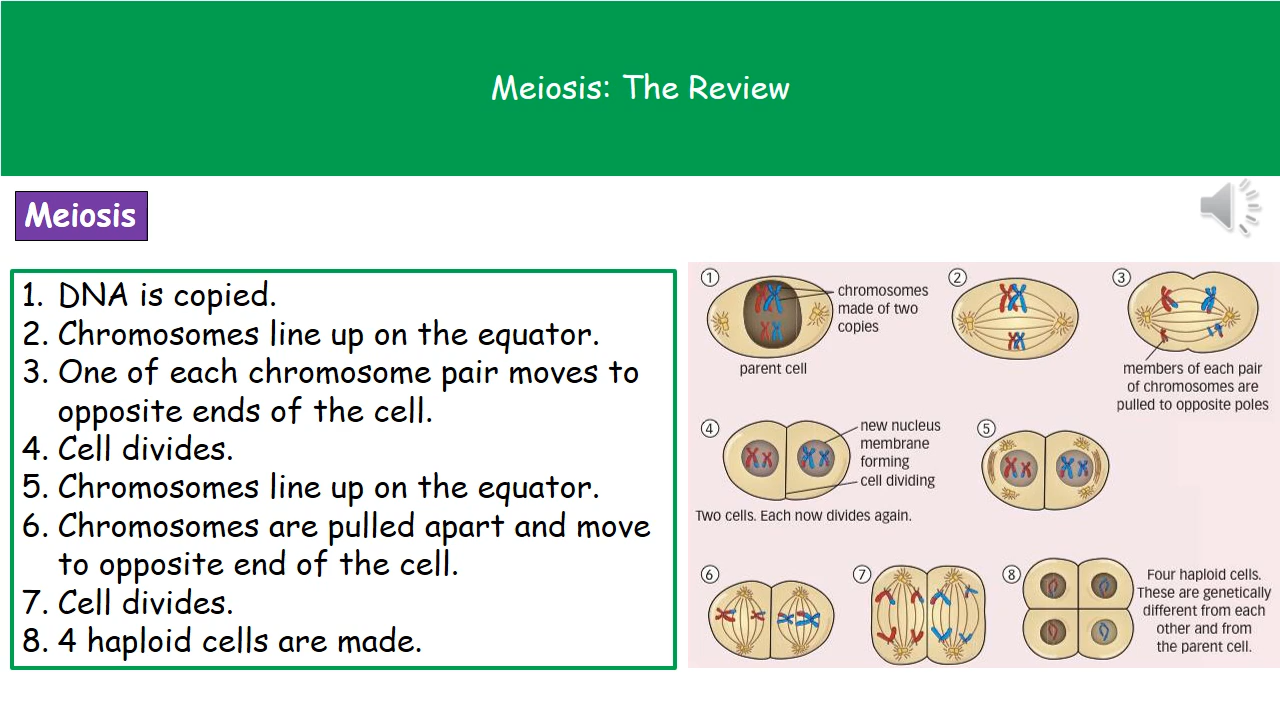 Meiosis: The Review
Meiosis
1. DNA is copied.
2. Chromosomes line up on the equator.
3. One of each chromosome pair moves to
opposite ends of the cell.
4. Cell divides.
5. Chromosomes line up on the equator.
6. Chromosomes are pulled apart and move
to opposite end of the cell.
7. Cell divides.
8. 4 haploid cells are made.
1
chromosomes
made of two
copies
parent cell
2
3
members of each pair
of chromosomes are
pulled to opposite poles
4
new nucleus
membrane
forming
cell dividing
Two cells. Each now divides again.
5
6
7
8
Four haploid cells.
These are genetically
different from each
other and from
the parent cell.